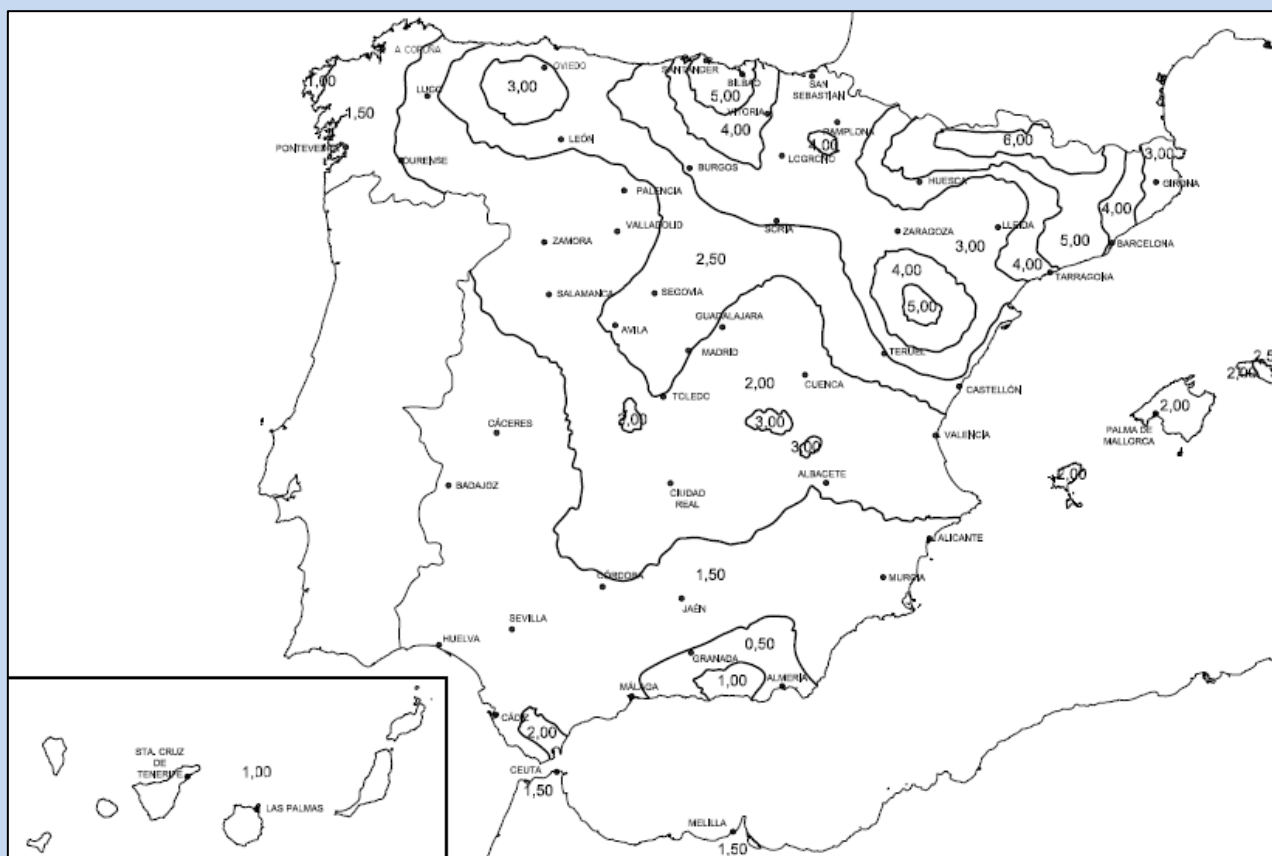 A. CORUÑA
OVIEDO
SANTANDER
BILBAO
SAN
SEBASTIAN
1,00
LUGO
3,00
5,00
1,50
VITORIA
4,00
PAMPLONA
6,00
PONTEVEDRA
OURENSE
LEÓN
4,00
LOGROÑO
3,00
BURGOS
HUESCA
GIRONA
PALENCIA
4,00
VALLADOLID
SORIA
ZARAGOZA
LLEIDA
ZAMORA
3,00
5,00
BARCELONA
2,50
4,00
4,00
TARRAGONA
SALAMANCA
SEGOVIA
5,00
AVILA
GUADALAJARA
MADRID
TERUEL
2,5
2,00
2,00
CUENCA
CASTELLÓN
TOLEDO
2,00
2,00
3,00
CÁCERES
PALMA DE
MALLORCA
VALENCIA
3,00
2,00
BADAJOZ
CIUDAD
REAL
ALBACETE
ALICANTE
1,50
MURCIA
CÓRDOBA
JAÉN
SEVILLA
HUELVA
0,50
GRANADA
1,00
ALMERÍA
MÁLAGA
CÁDIZ
2,00
CEUTA
1,50
MELILLA
1,50
STA. CRUZ
DE
TENERIFE
1,00
LAS PALMAS